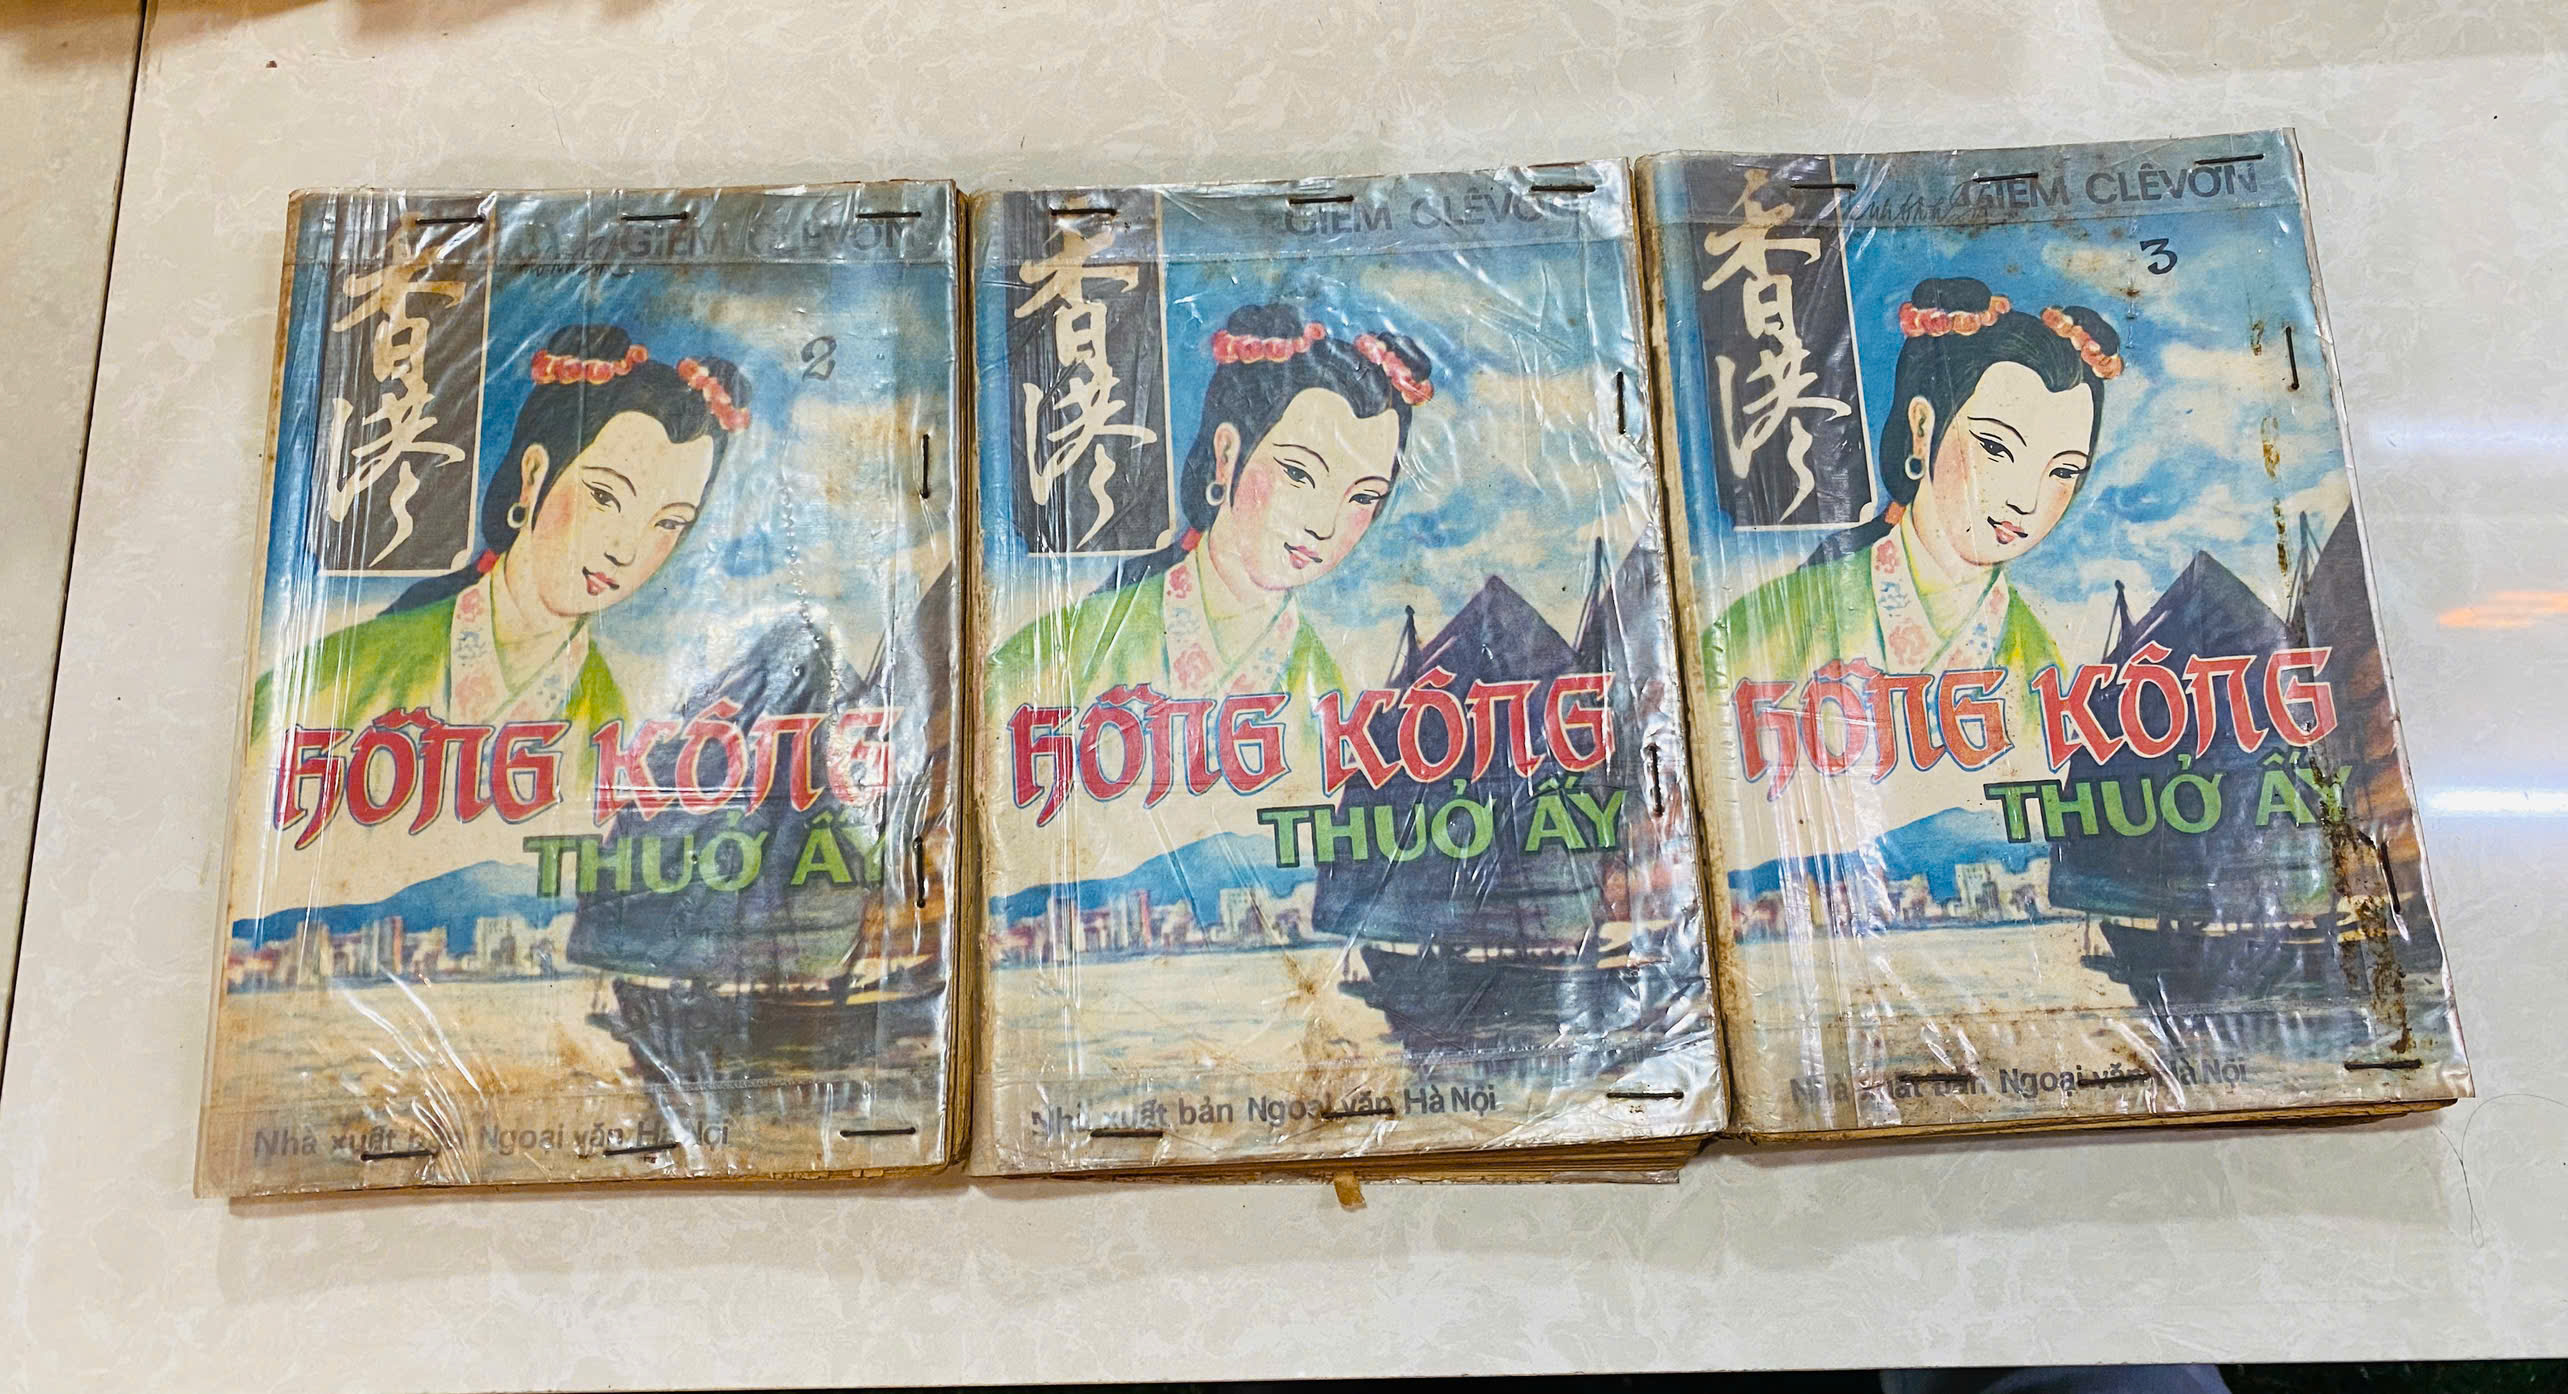 香港
GIEM CLÊVƠN
2
HỒNG KÔNG
THUỞ ẤY
Nhà xuất bản Ngoại văn Hà Nội
香港
GIEM CLÊVƠN
HỒNG KÔNG
THUỞ ẤY
Nhà xuất bản Ngoại văn Hà Nội
香港
GIEM CLÊVƠN
3
HỒNG KÔNG
THUỞ ẤY
Nhà xuất bản Ngoại văn Hà Nội